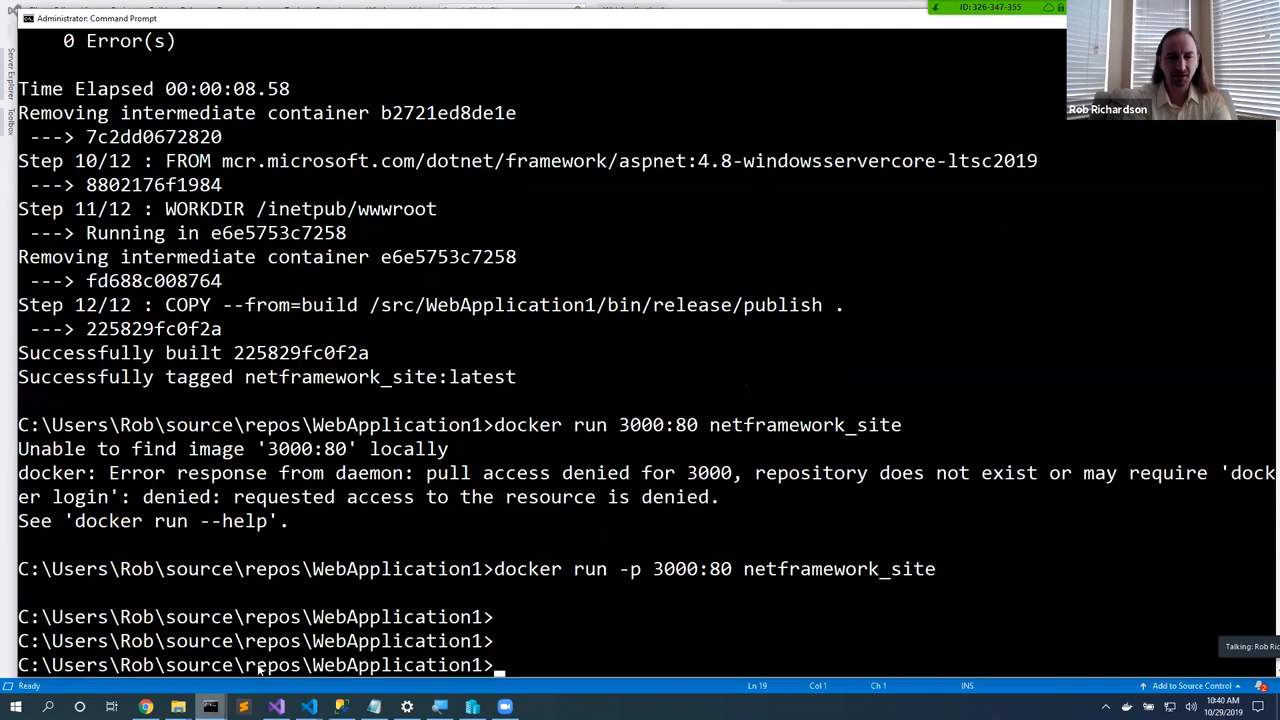 ID: 326-347-355
Administrator: Command Prompt
0 Error(s)
Time Elapsed 00:00:08.58
Removing intermediate container b2721ed8de1e
---> 7c2dd0672820
Step 10/12 : FROM mcr.microsoft.com/dotnet/framework/aspnet:4.8-windowsservercore-ltsc2019
---> 8802176f1984
Step 11/12 : WORKDIR /inetpub/wwwroot
---> Running in e6e5753c7258
Removing intermediate container e6e5753c7258
---> fd688c008764
Step 12/12 : COPY --from=build /src/WebApplication1/bin/release/publish .
---> 225829fc0f2a
Successfully built 225829fc0f2a
Successfully tagged netframework_site:latest
C:\Users\Rob\source\repos\WebApplication1>docker run 3000:80 netframework_site
Unable to find image '3000:80' locally
docker: Error response from daemon: pull access denied for 3000, repository does not exist or may require 'dock
er login': denied: requested access to the resource is denied.
See 'docker run --help'.
C:\Users\Rob\source\repos\WebApplication1>docker run -p 3000:80 netframework_site
C:\Users\Rob\source\repos\WebApplication1>
C:\Users\Rob\source\repos\WebApplication1>
C:\Users\Rob\source\repos\WebApplication1>
Server Explorer
Toolbox
Rob Richardson
Talking: Rob Ric
Ready
Ln 19
Col 1
Ch 1
INS
Add to Source Control
2
10:40 AM
10/29/2019